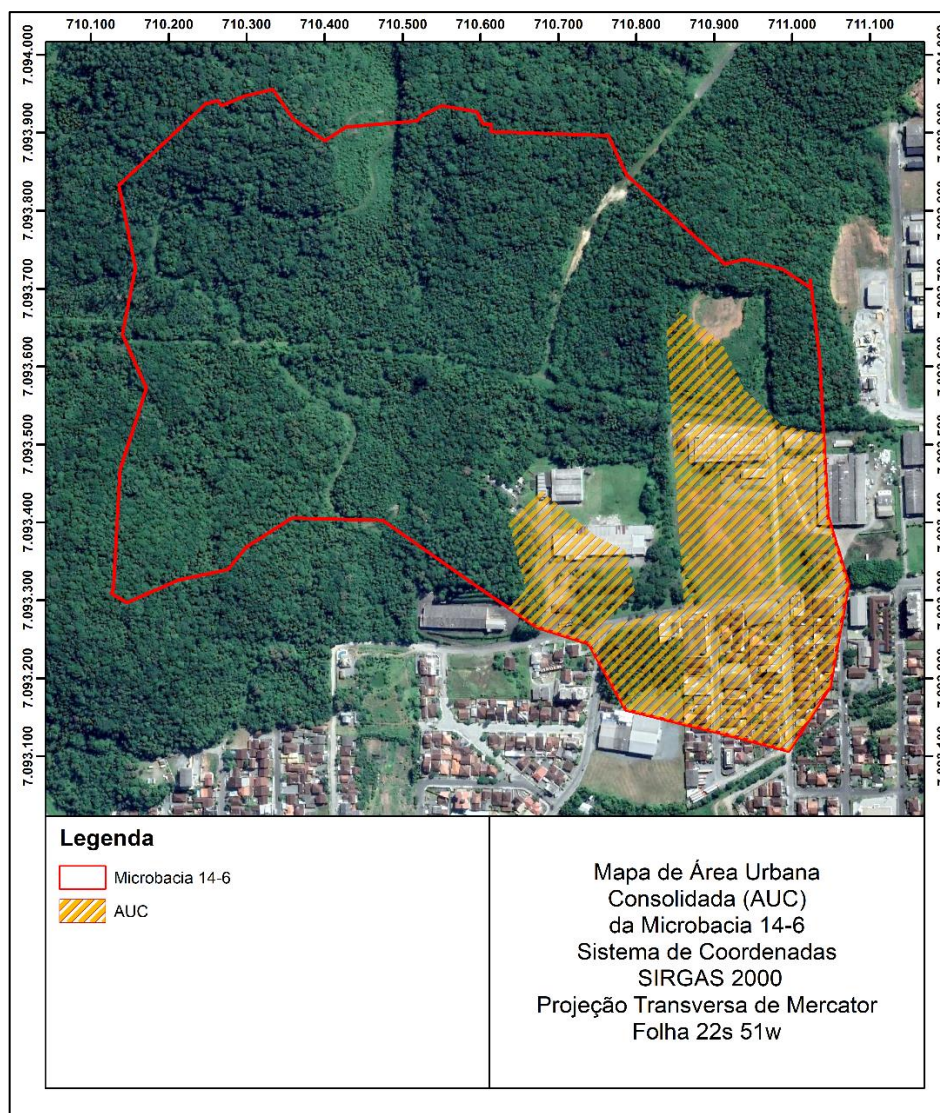 710.100 710.200 710.300 710.400 710.500 710.600 710.700 710.800 710.900 711.000 711.100
7.094.000
7.093.900
7.093.800
7.093.700
7.093.600
7.093.500
7.093.400
7.093.300
7.093.200
7.093.100
Legenda
Microbacia 14-6
AUC
Mapa de Área Urbana
Consolidada (AUC)
da Microbacia 14-6
Sistema de Coordenadas
SIRGAS 2000
Projeção Transversa de Mercator
Folha 22s 51w